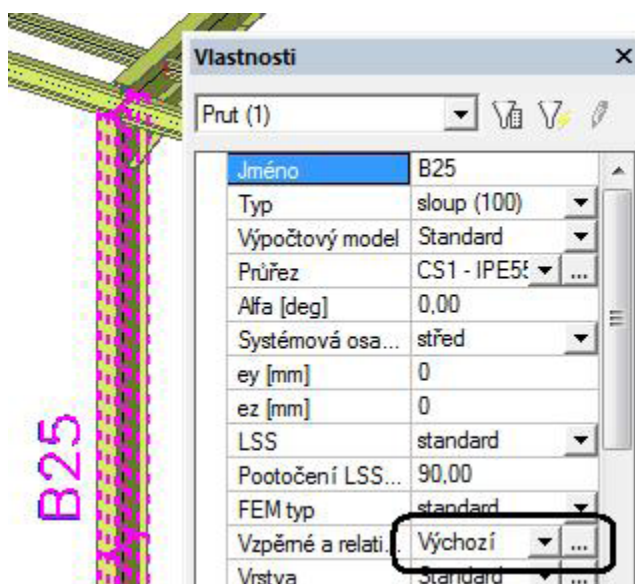 Vlastnosti
Prut (1)
Jméno B25
Typ sloup (100)
Výpočtový model Standard
Průřez CS1 - IPE55
Alfa [deg] 0,00
Systémová osa... střed
ey [mm] 0
ez [mm] 0
LSS standard
Pootočení LSS... 90,00
FEM typ standard
Vzpěrné a relati... Výchozí ...
Vrstva Standard ...
B25